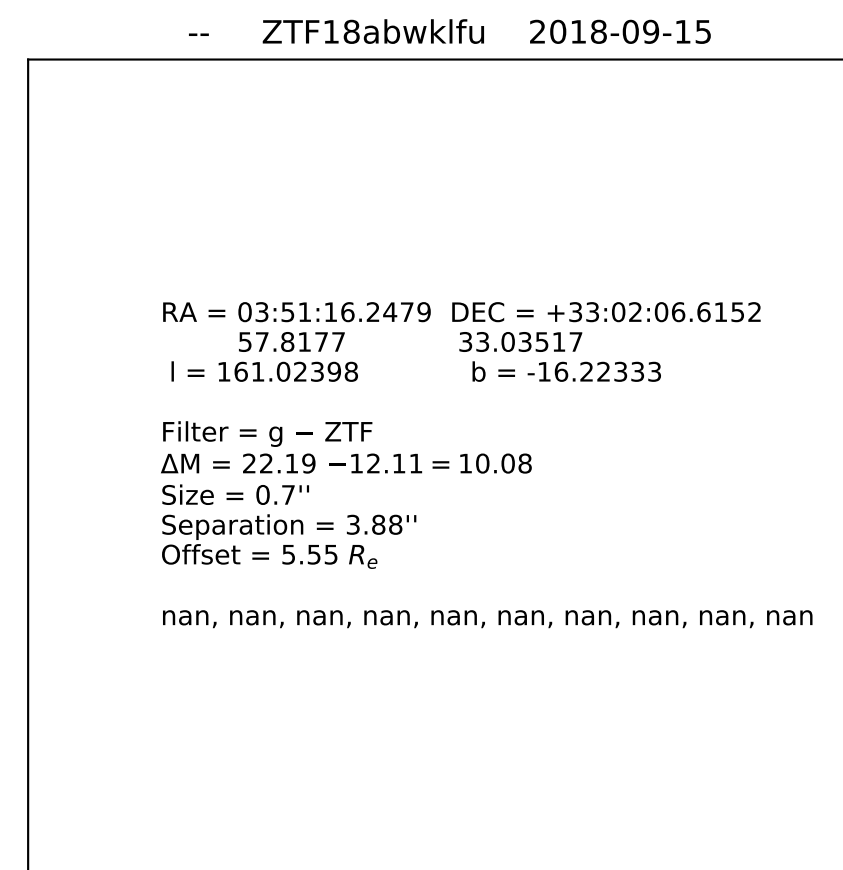 -- ZTF18abwklfu 2018-09-15
RA = 03:51:16.2479 DEC = +33:02:06.6152
57.8177 33.03517
l = 161.02398 b = -16.22333
Filter = g − ZTF
ΔM = 22.19 −12.11 = 10.08
Size = 0.7''
Separation = 3.88''
Offset = 5.55 Re
nan, nan, nan, nan, nan, nan, nan, nan, nan, nan